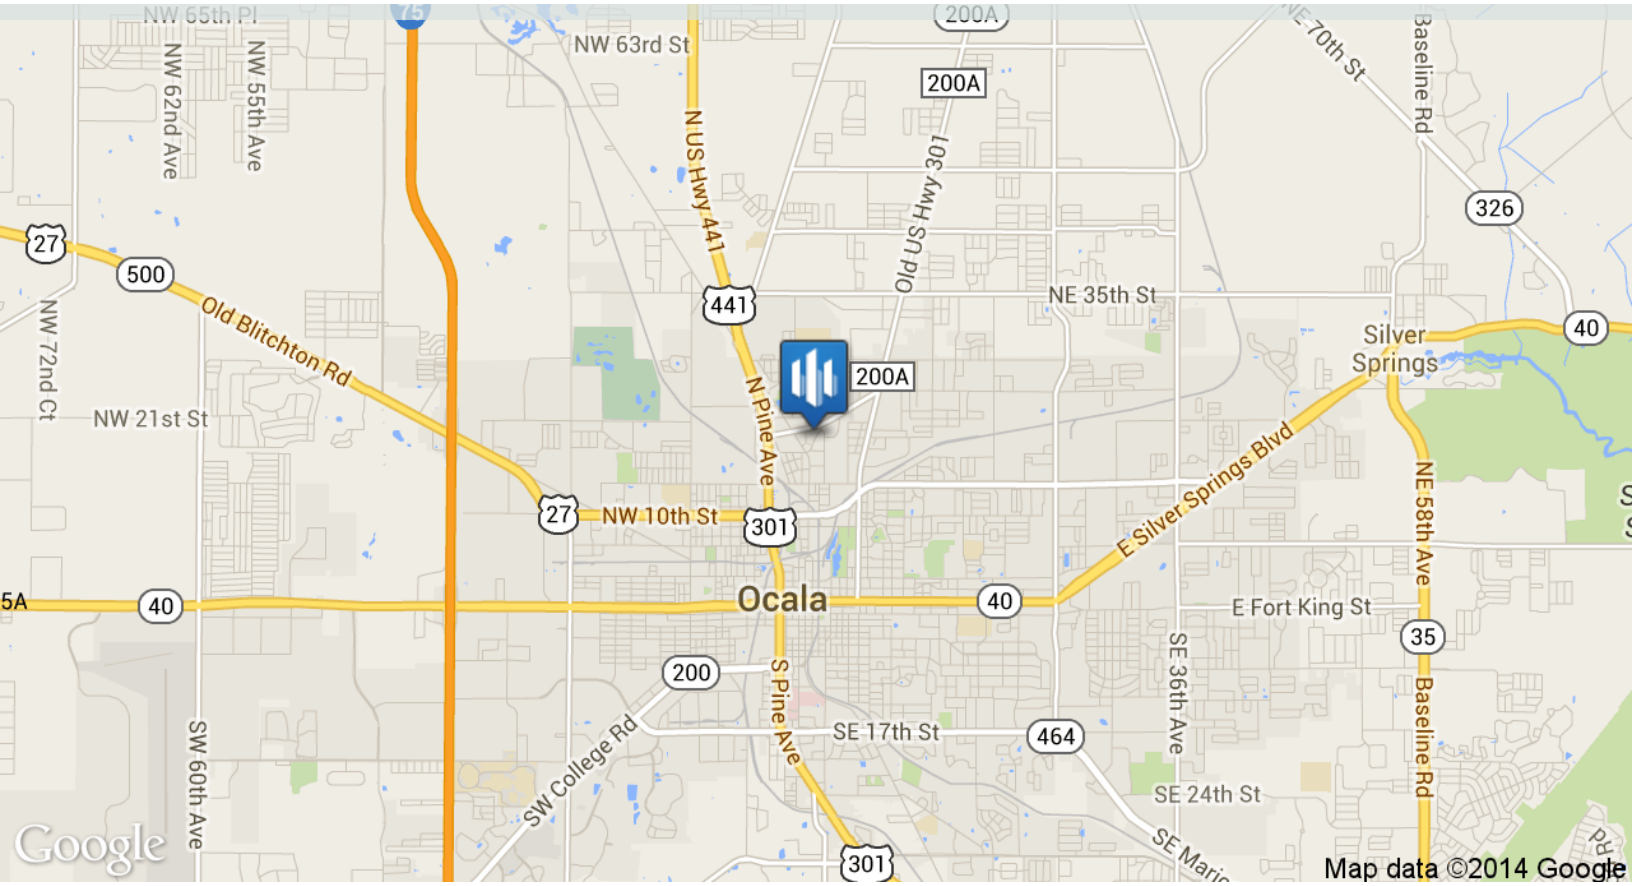 NW 65th Pl
75
200A
NW 63rd St
NE 70th St
Baseline Rd
NW 62nd Ave
NW 55th Ave
200A
N US Hwy 441
Old US Hwy 301
326
27
500
441
NE 35th St
40
Old Blitchton Rd
NW 72nd Ct
Silver
Springs
200A
N Pine Ave
NW 21st St
E Silver Springs Blvd
NE 58th Ave
27
NW 10th St
301
5A
40
Ocala
40
E Fort King St
35
200
S Pine Ave
SE 36th Ave
Baseline Rd
SW 60th Ave
SW College Rd
SE 17th St
464
SE 24th St
Google
SE Maric
301
Rd
Map data ©2014 Google